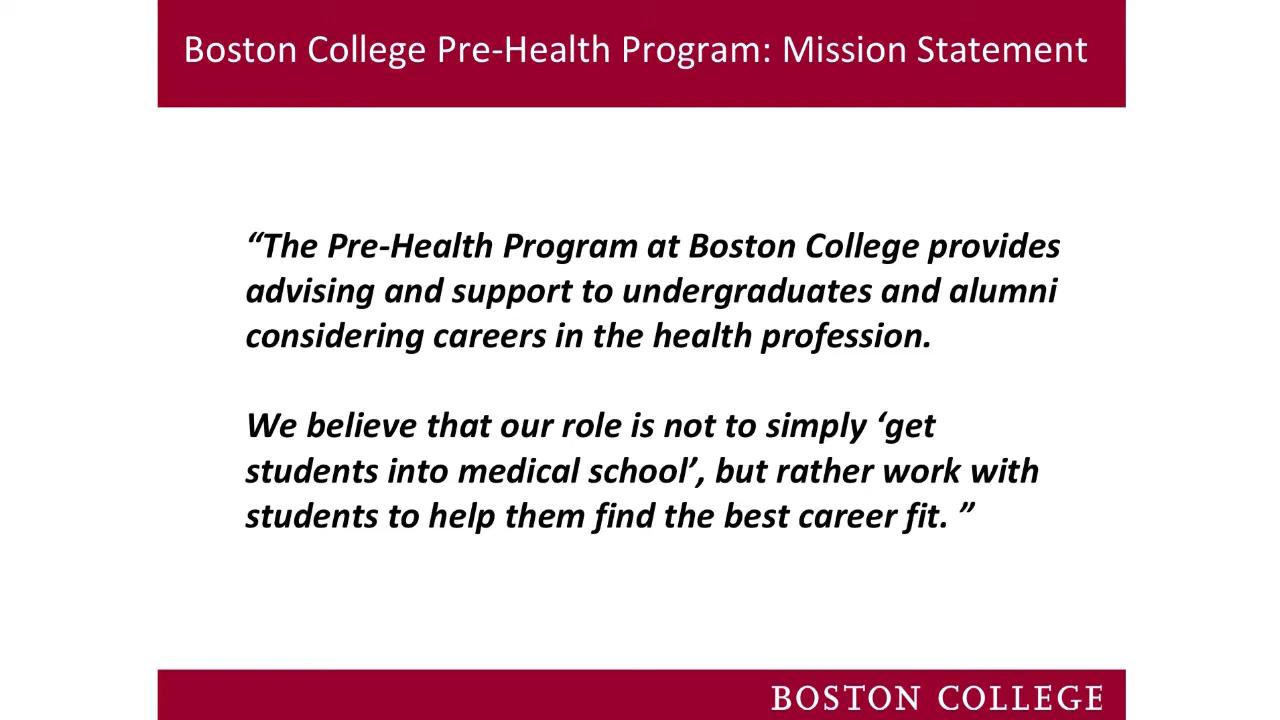 Boston College Pre-Health Program: Mission Statement
“The Pre-Health Program at Boston College provides
advising and support to undergraduates and alumni
considering careers in the health profession.
We believe that our role is not to simply ‘get
students into medical school’, but rather work with
students to help them find the best career fit. ”
BOSTON COLLEGE